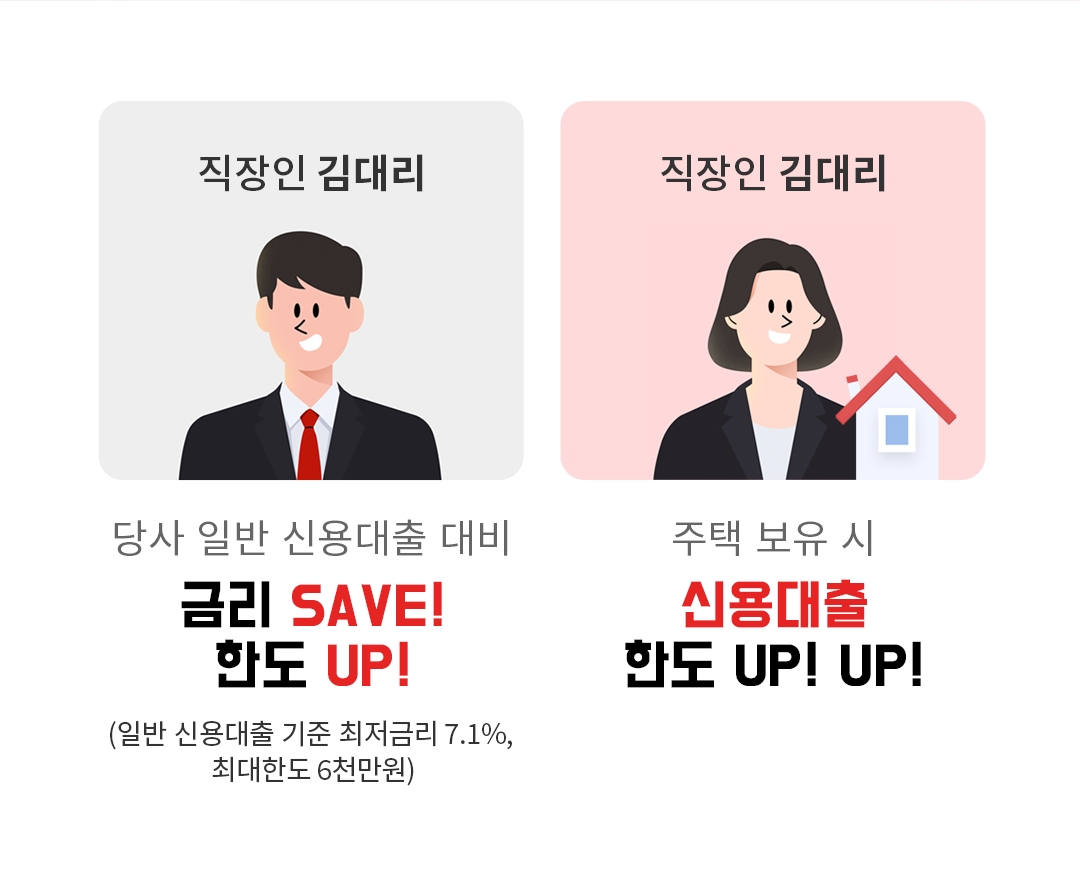 직장인 김대리
당사 일반 신용대출 대비
금리 SAVE!
한도 UP!
(일반 신용대출 기준 최저금리 7.1%,
최대한도 6천만원)
직장인 김대리
주택 보유 시
신용대출
한도 UP! UP!